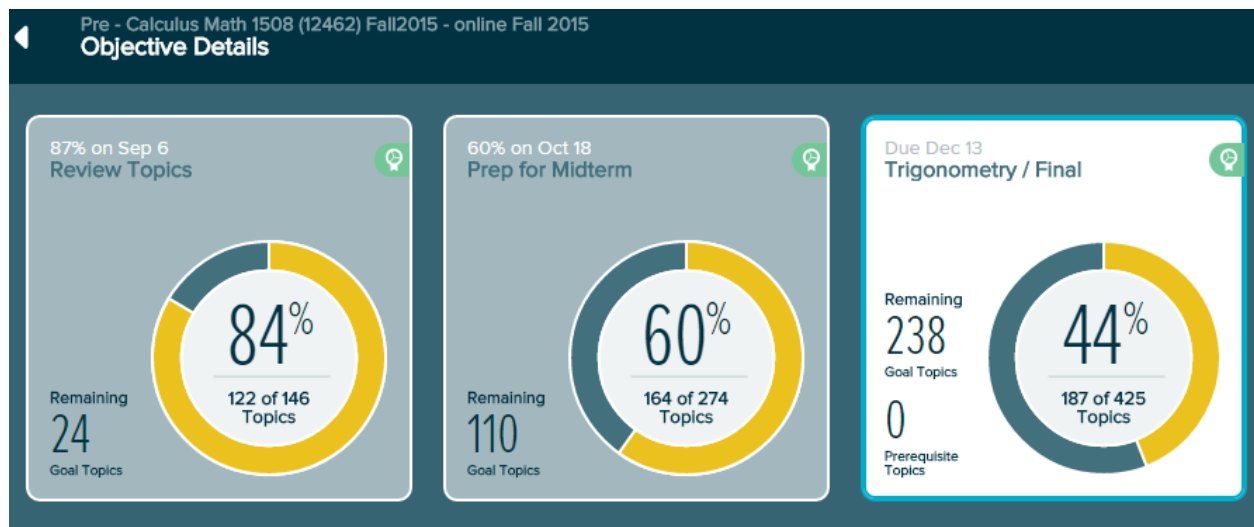 Pre - Calculus Math 1508 (12462) Fall2015 - online Fall 2015
Objective Details
87% on Sep 6
Review Topics
84%
122 of 146
Topics
Remaining
24
Goal Topics
60% on Oct 18
Prep for Midterm
60%
164 of 274
Topics
Remaining
110
Goal Topics
Due Dec 13
Trigonometry / Final
Remaining
238
Goal Topics
0
Prerequisite
Topics
44%
187 of 425
Topics